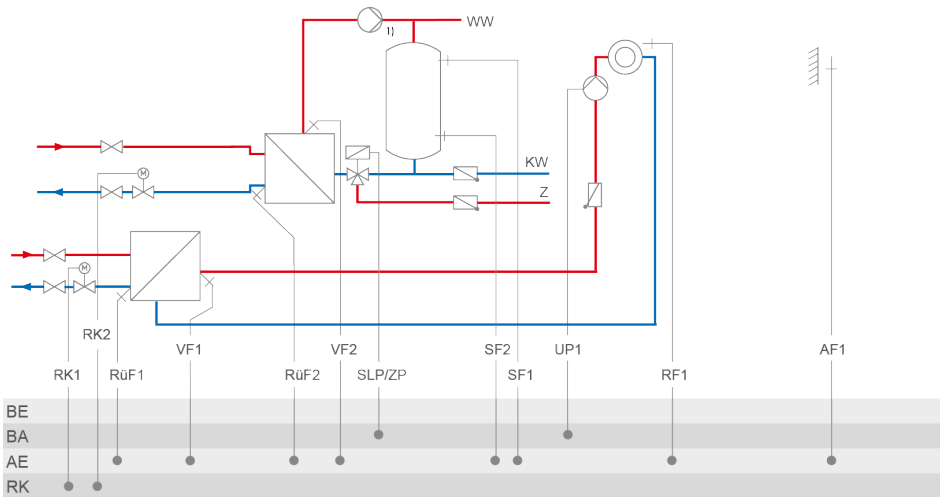 1)
WW
M
KW
Z
M
RK2
VF1
VF2
SF2
UP1
AF1
RK1
RüF1
RüF2
SLP/ZP
SF1
RF1
BE
BA
AE
RK